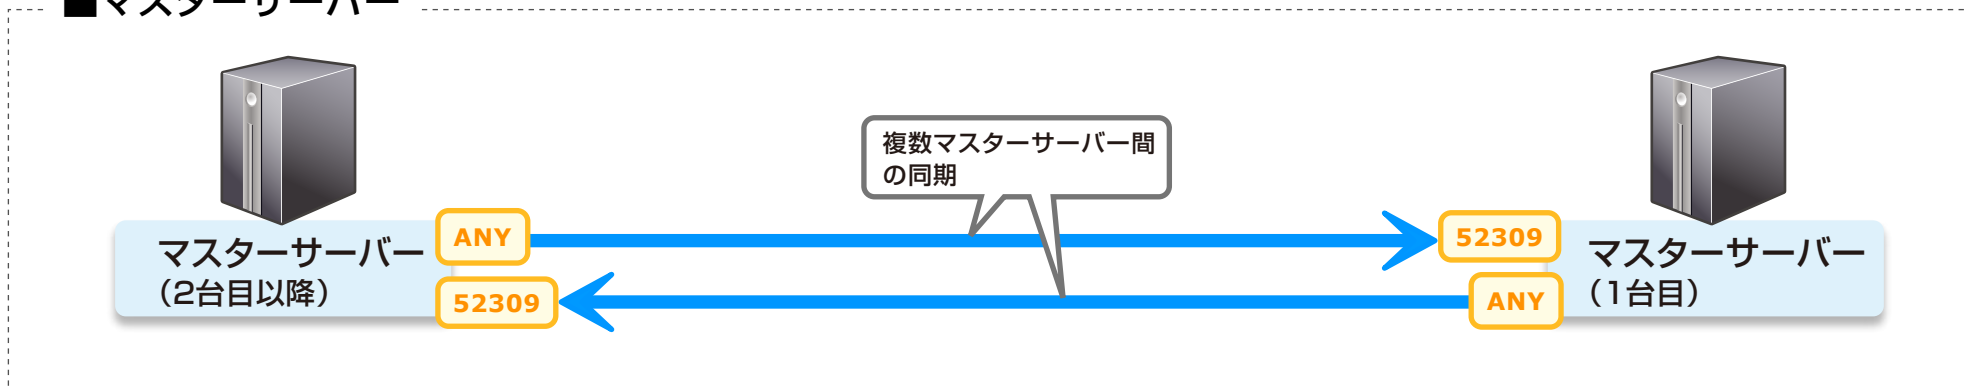 ■マスターサーバー
複数マスターサーバー間
の同期
マスターサーバー
（2台目以降）
ANY
52309
52309
ANY
マスターサーバー
（1台目）